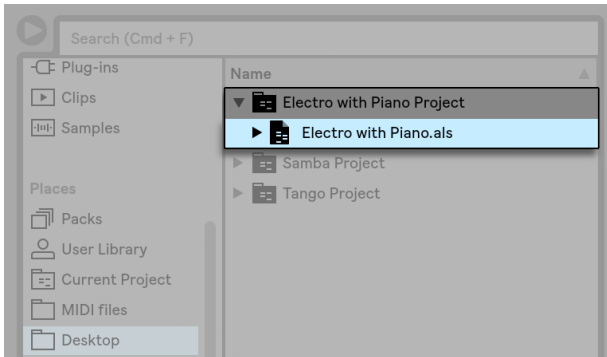 Search (Cmd + F)
Plug-ins
Clips
Samples
Places
Packs
User Library
Current Project
MIDI files
Desktop
Name
Electro with Piano Project
Electro with Piano.als
Samba Project
Tango Project